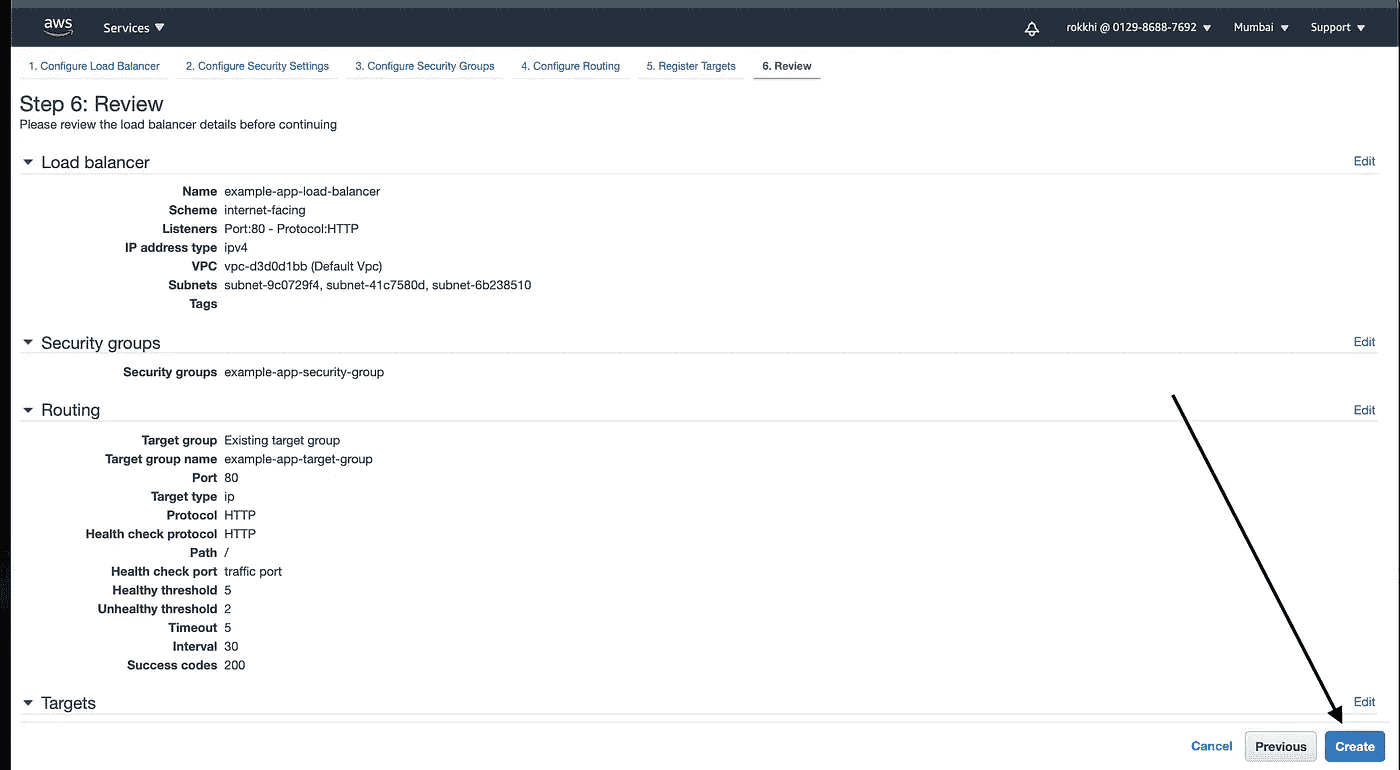 aws Services rokkhi @ 0129-8688-7692 Mumbai Support
1. Configure Load Balancer 2. Configure Security Settings 3. Configure Security Groups 4. Configure Routing 5. Register Targets 6. Review
Step 6: Review
Please review the load balancer details before continuing
Load balancer Edit
Name example-app-load-balancer
Scheme internet-facing
Listeners Port:80 - Protocol:HTTP
IP address type ipv4
VPC vpc-d3d0d1bb (Default Vpc)
Subnets subnet-9c0729f4, subnet-41c7580d, subnet-6b238510
Tags
Security groups Edit
Security groups example-app-security-group
Routing Edit
Target group Existing target group
Target group name example-app-target-group
Port 80
Target type ip
Protocol HTTP
Health check protocol HTTP
Path /
Health check port traffic port
Healthy threshold 5
Unhealthy threshold 2
Timeout 5
Interval 30
Success codes 200
Targets Edit
Cancel Previous Create